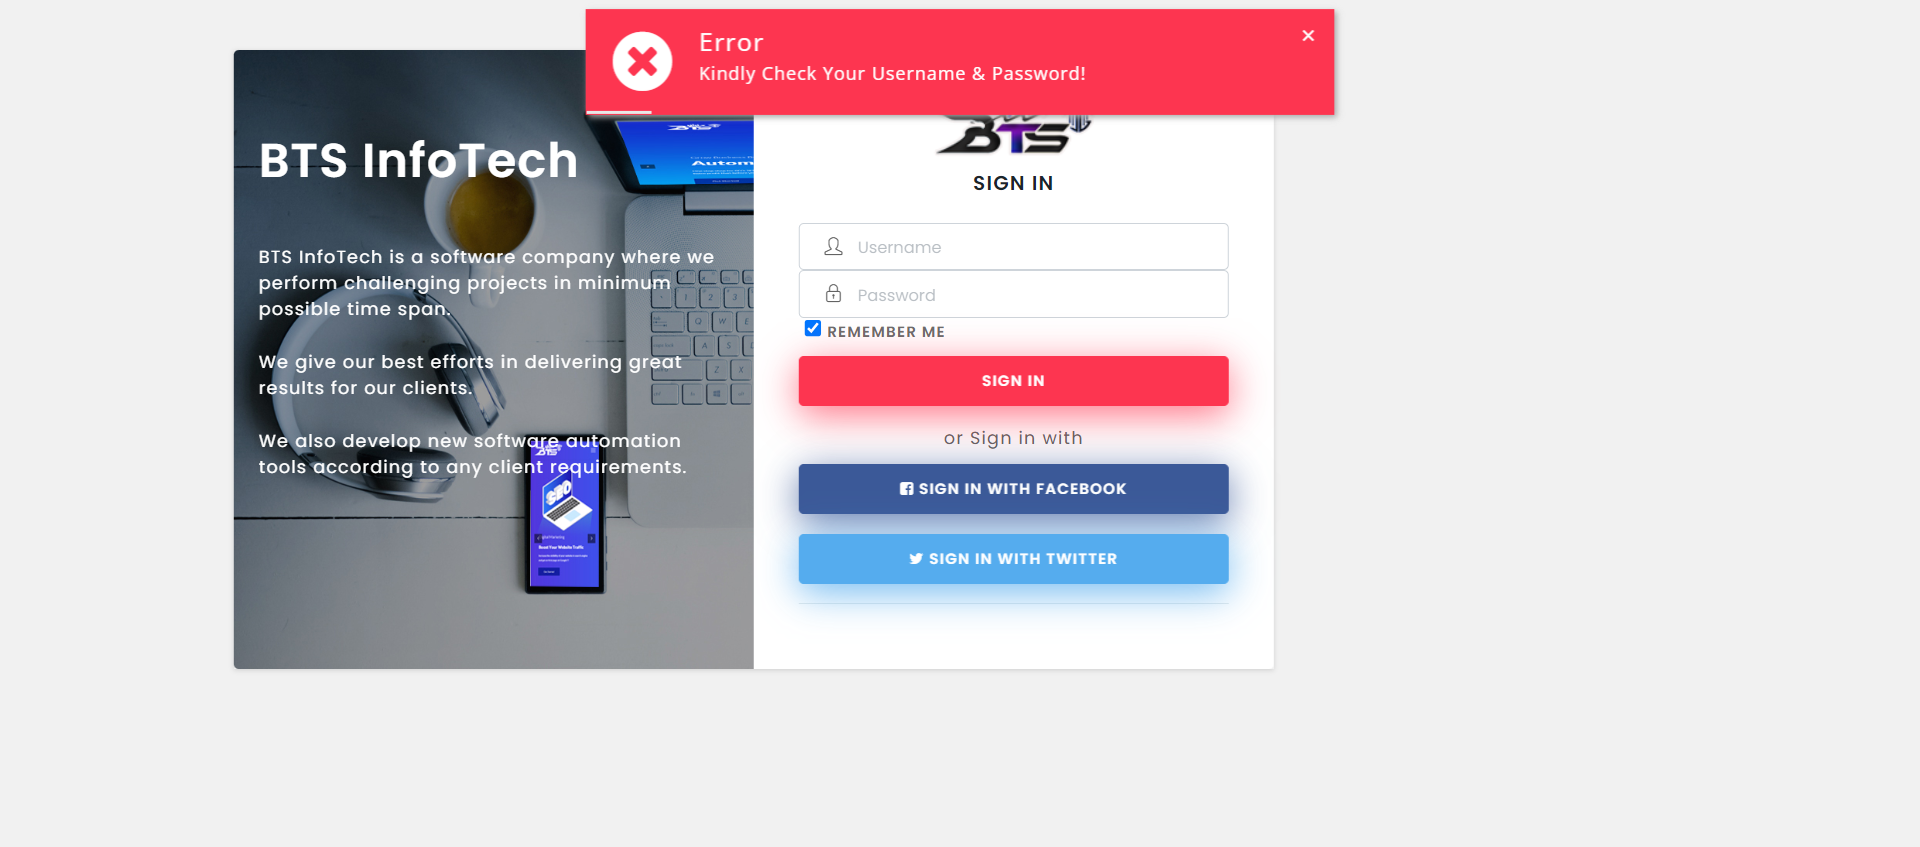 Error
Kindly Check Your Username & Password!
BTS InfoTech
BTS InfoTech is a software company where we
perform challenging projects in minimum
possible time span.
We give our best efforts in delivering great
results for our clients.
We also develop new software automation
tools according to any client requirements.
BTS
SIGN IN
Username
Password
REMEMBER ME
SIGN IN
or Sign in with
SIGN IN WITH FACEBOOK
SIGN IN WITH TWITTER